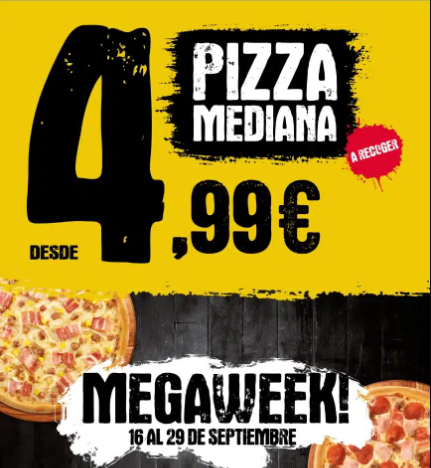 4,99€
DESDE
PIZZA
MEDIANA
A RECOGER
MEGAWEEK!
16 AL 29 DE SEPTIEMBRE